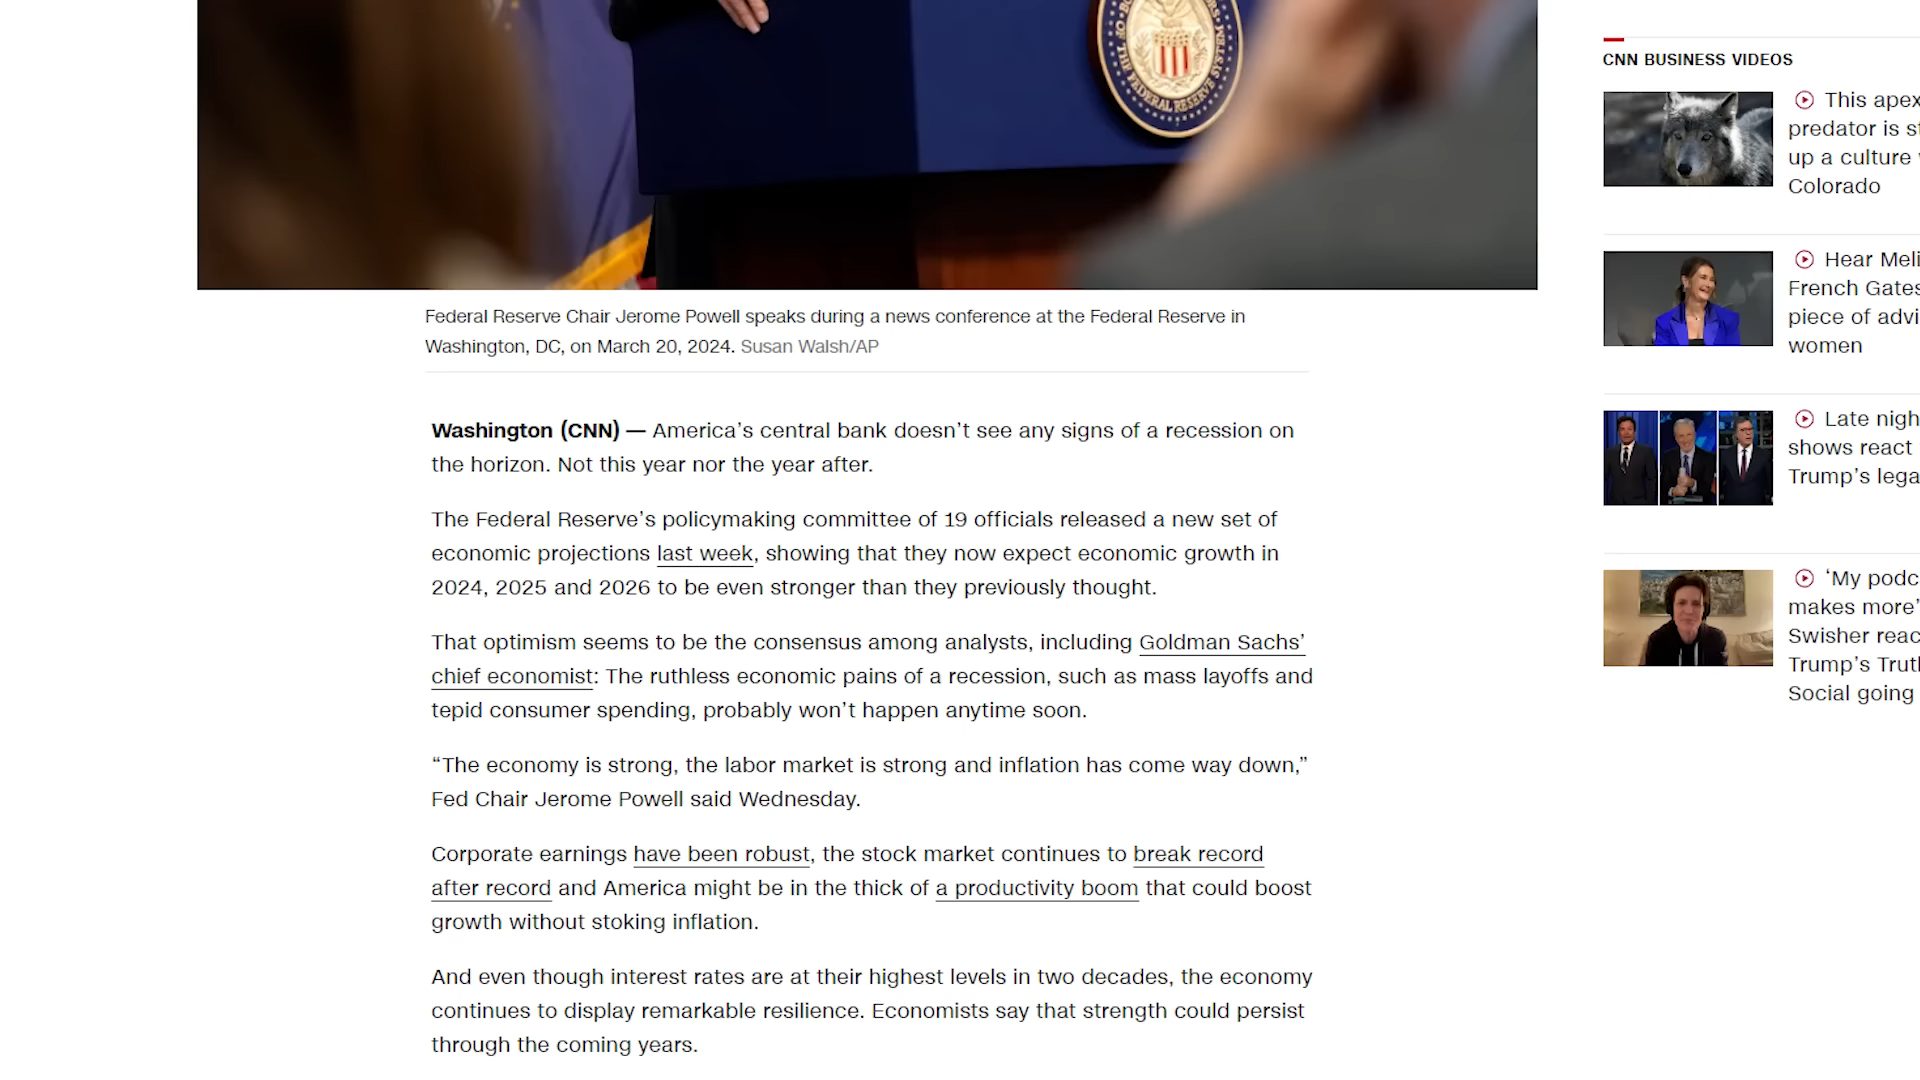 THE FEDERAL RESERVE SYSTEM
Federal Reserve Chair Jerome Powell speaks during a news conference at the Federal Reserve in
Washington, DC, on March 20, 2024. Susan Walsh/AP
Washington (CNN) — America’s central bank doesn’t see any signs of a recession on
the horizon. Not this year nor the year after.
The Federal Reserve’s policymaking committee of 19 officials released a new set of
economic projections last week, showing that they now expect economic growth in
2024, 2025 and 2026 to be even stronger than they previously thought.
That optimism seems to be the consensus among analysts, including Goldman Sachs’
chief economist: The ruthless economic pains of a recession, such as mass layoffs and
tepid consumer spending, probably won’t happen anytime soon.
“The economy is strong, the labor market is strong and inflation has come way down,”
Fed Chair Jerome Powell said Wednesday.
Corporate earnings have been robust, the stock market continues to break record
after record and America might be in the thick of a productivity boom that could boost
growth without stoking inflation.
And even though interest rates are at their highest levels in two decades, the economy
continues to display remarkable resilience. Economists say that strength could persist
through the coming years.
CNN BUSINESS VIDEOS
This apex
predator is st
up a culture
Colorado
Hear Meli
French Gates
piece of advi
women
Late nigh
shows react
Trump’s lega
‘My podc
makes more’
Swisher reac
Trump’s Trut
Social going